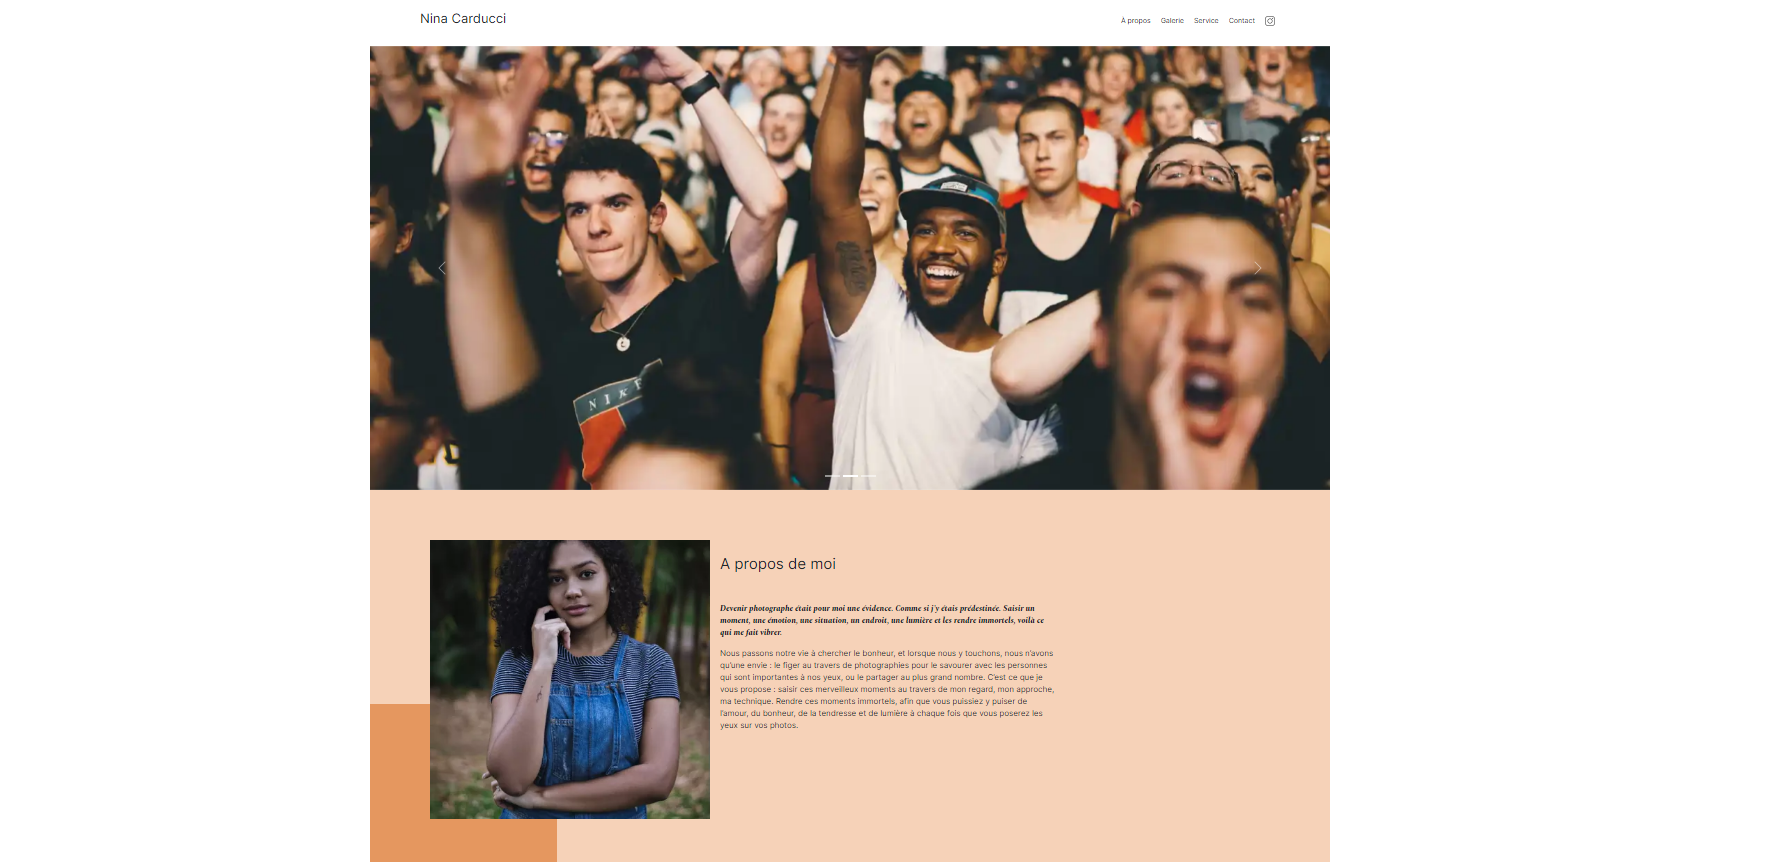 Nina Carducci
À propos Galerie Service Contact
NIKE
A propos de moi
Devenir photographe était pour moi une évidence. Comme si j'y étais prédestinée. Saisir un
moment, une émotion, une situation, un endroit, une lumière et les rendre immortels, voilà ce
qui me fait vibrer.
Nous passons notre vie à chercher le bonheur, et lorsque nous y touchons, nous n'avons
qu'une envie : le figer au travers de photographies pour le savourer avec les personnes
qui sont importantes à nos yeux, ou le partager au plus grand nombre. C'est ce que je
vous propose : saisir ces merveilleux moments au travers de mon regard, mon approche,
ma technique. Rendre ces moments immortels, afin que vous puissiez y puiser de
l'amour, du bonheur, de la tendresse et de lumière à chaque fois que vous poserez les
yeux sur vos photos.